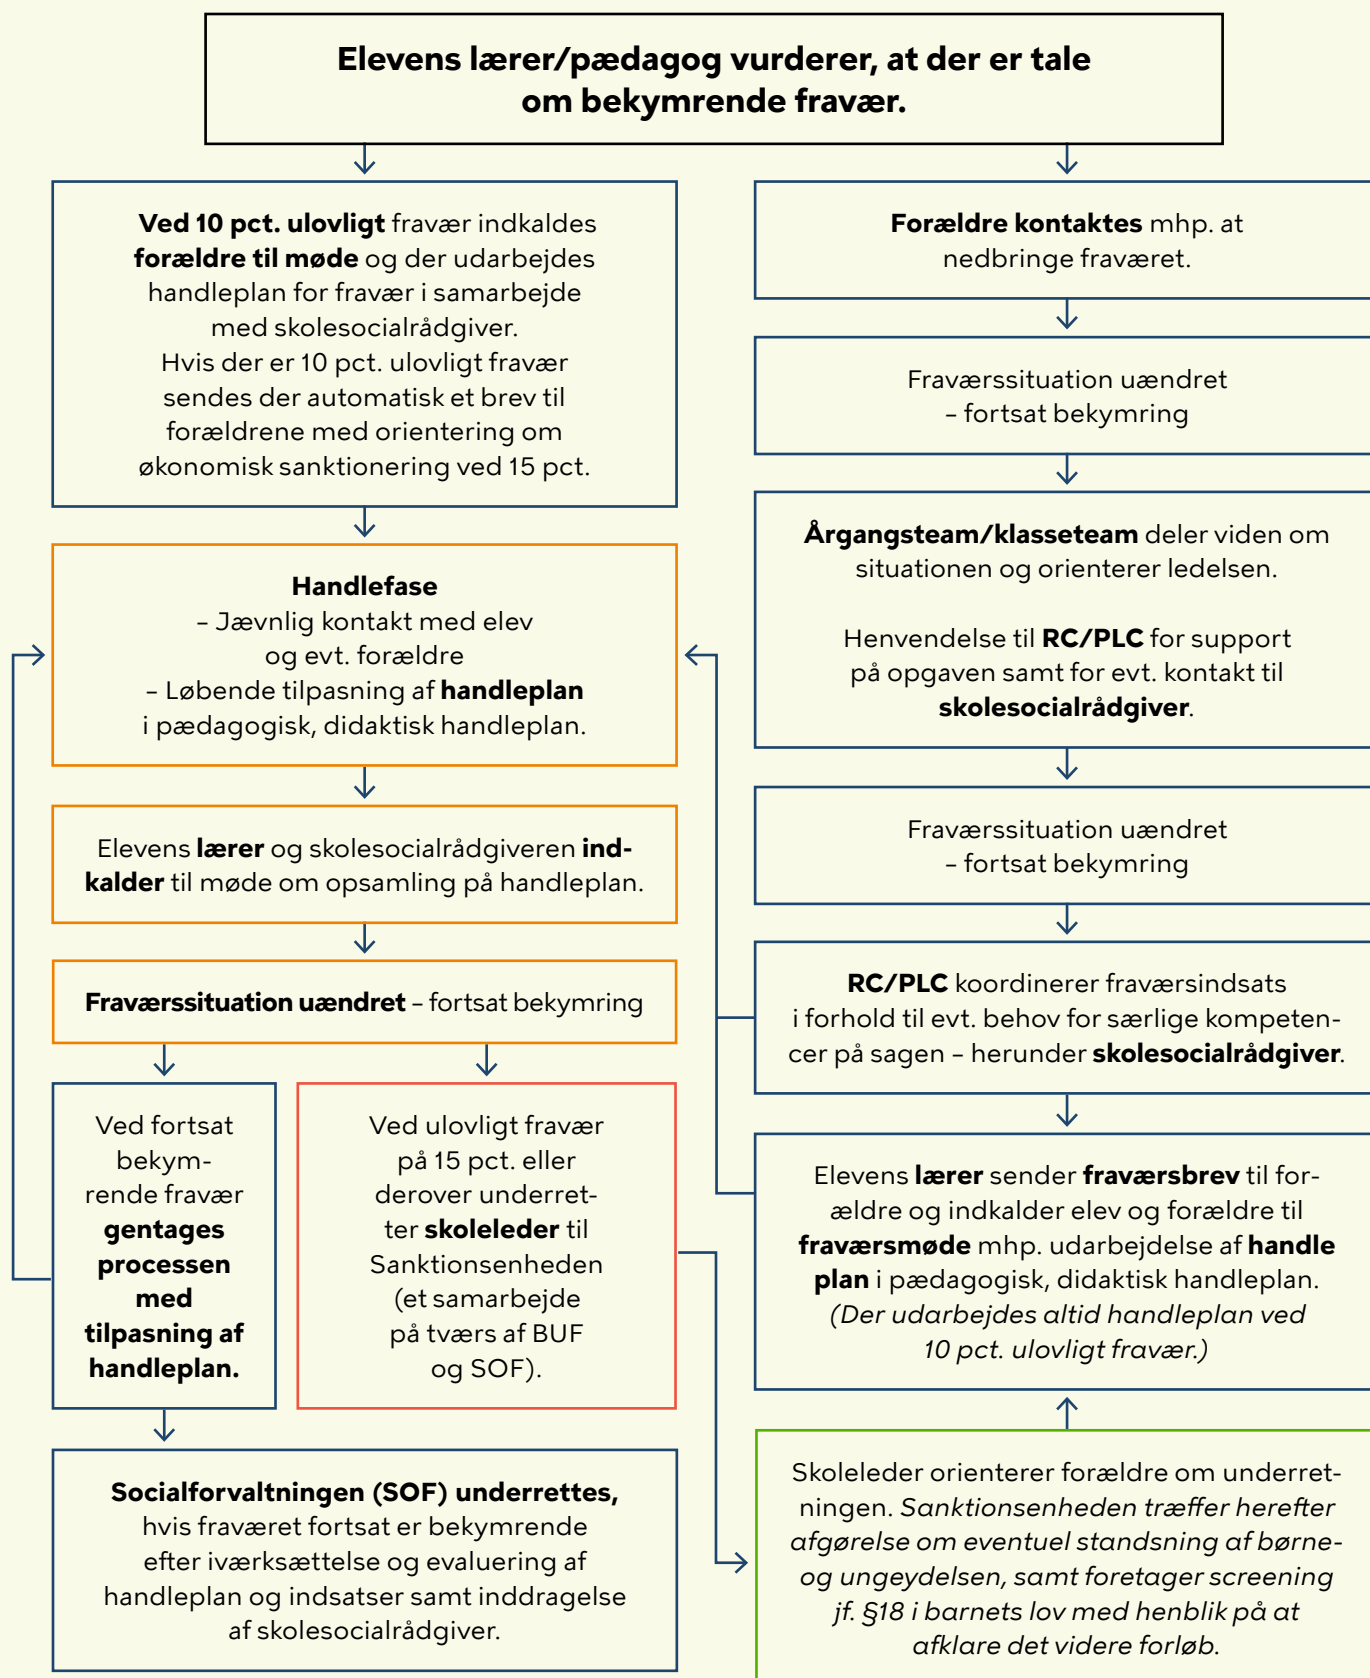 Elevens lærer/pædagog vurderer, at der er tale
om bekymrende fravær.
Ved 10 pct. ulovligt fravær indkaldes
forældre til møde og der udarbejdes
handleplan for fravær i samarbejde
med skolesocialrådgiver.
Hvis der er 10 pct. ulovligt fravær
sendes der automatisk et brev til
forældrene med orientering om
økonomisk sanktionering ved 15 pct.
Handlefase
– Jævnlig kontakt med elev
og evt. forældre
– Løbende tilpasning af handleplan
i pædagogisk, didaktisk handleplan.
Elevens lærer og skolesocialrådgiveren ind-
kalder til møde om opsamling på handleplan.
Fraværssituation uændret – fortsat bekymring
Ved fortsat
bekym-
rende fravær
gentages
processen
med
tilpasning af
handleplan.
Ved ulovligt fravær
på 15 pct. eller
derover underret-
ter skoleleder til
Sanktionsenheden
(et samarbejde
på tværs af BUF
og SOF).
Socialforvaltningen (SOF) underrettes,
hvis fraværet fortsat er bekymrende
efter iværksættelse og evaluering af
handleplan og indsatser samt inddragelse
af skolesocialrådgiver.
Forældre kontaktes mhp. at
nedbringe fraværet.
Fraværssituation uændret
– fortsat bekymring
Årgangsteam/klasseteam deler viden om
situationen og orienterer ledelsen.
Henvendelse til RC/PLC for support
på opgaven samt for evt. kontakt til
skolesocialrådgiver.
Fraværssituation uændret
– fortsat bekymring
RC/PLC koordinerer fraværsindsats
i forhold til evt. behov for særlige kompeten-
cer på sagen – herunder skolesocialrådgiver.
Elevens lærer sender fraværsbrev til for-
ældre og indkalder elev og forældre til
fraværsmøde mhp. udarbejdelse af handle
plan i pædagogisk, didaktisk handleplan.
(Der udarbejdes altid handleplan ved
10 pct. ulovligt fravær.)
Skoleleder orienterer forældre om underret-
ningen. Sanktionsenheden træffer herefter
afgørelse om eventuel standsning af børne-
og ungeydelsen, samt foretager screening
jf. §18 i barnets lov med henblik på at
afklare det videre forløb.